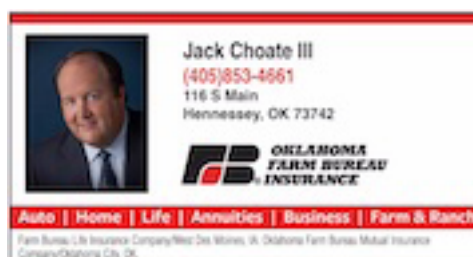 Jack Choate III
(405)853-4661
116 S Main
Hennessey, OK 73742
OKLAHOMA
FARM BUREAU
INSURANCE
Auto | Home | Life | Annuities | Business | Farm & Ranch
Farm Bureau Life Insurance Company/West Des Moines, IA. Oklahoma Farm Bureau Mutual Insurance
Company/Oklahoma City, OK.